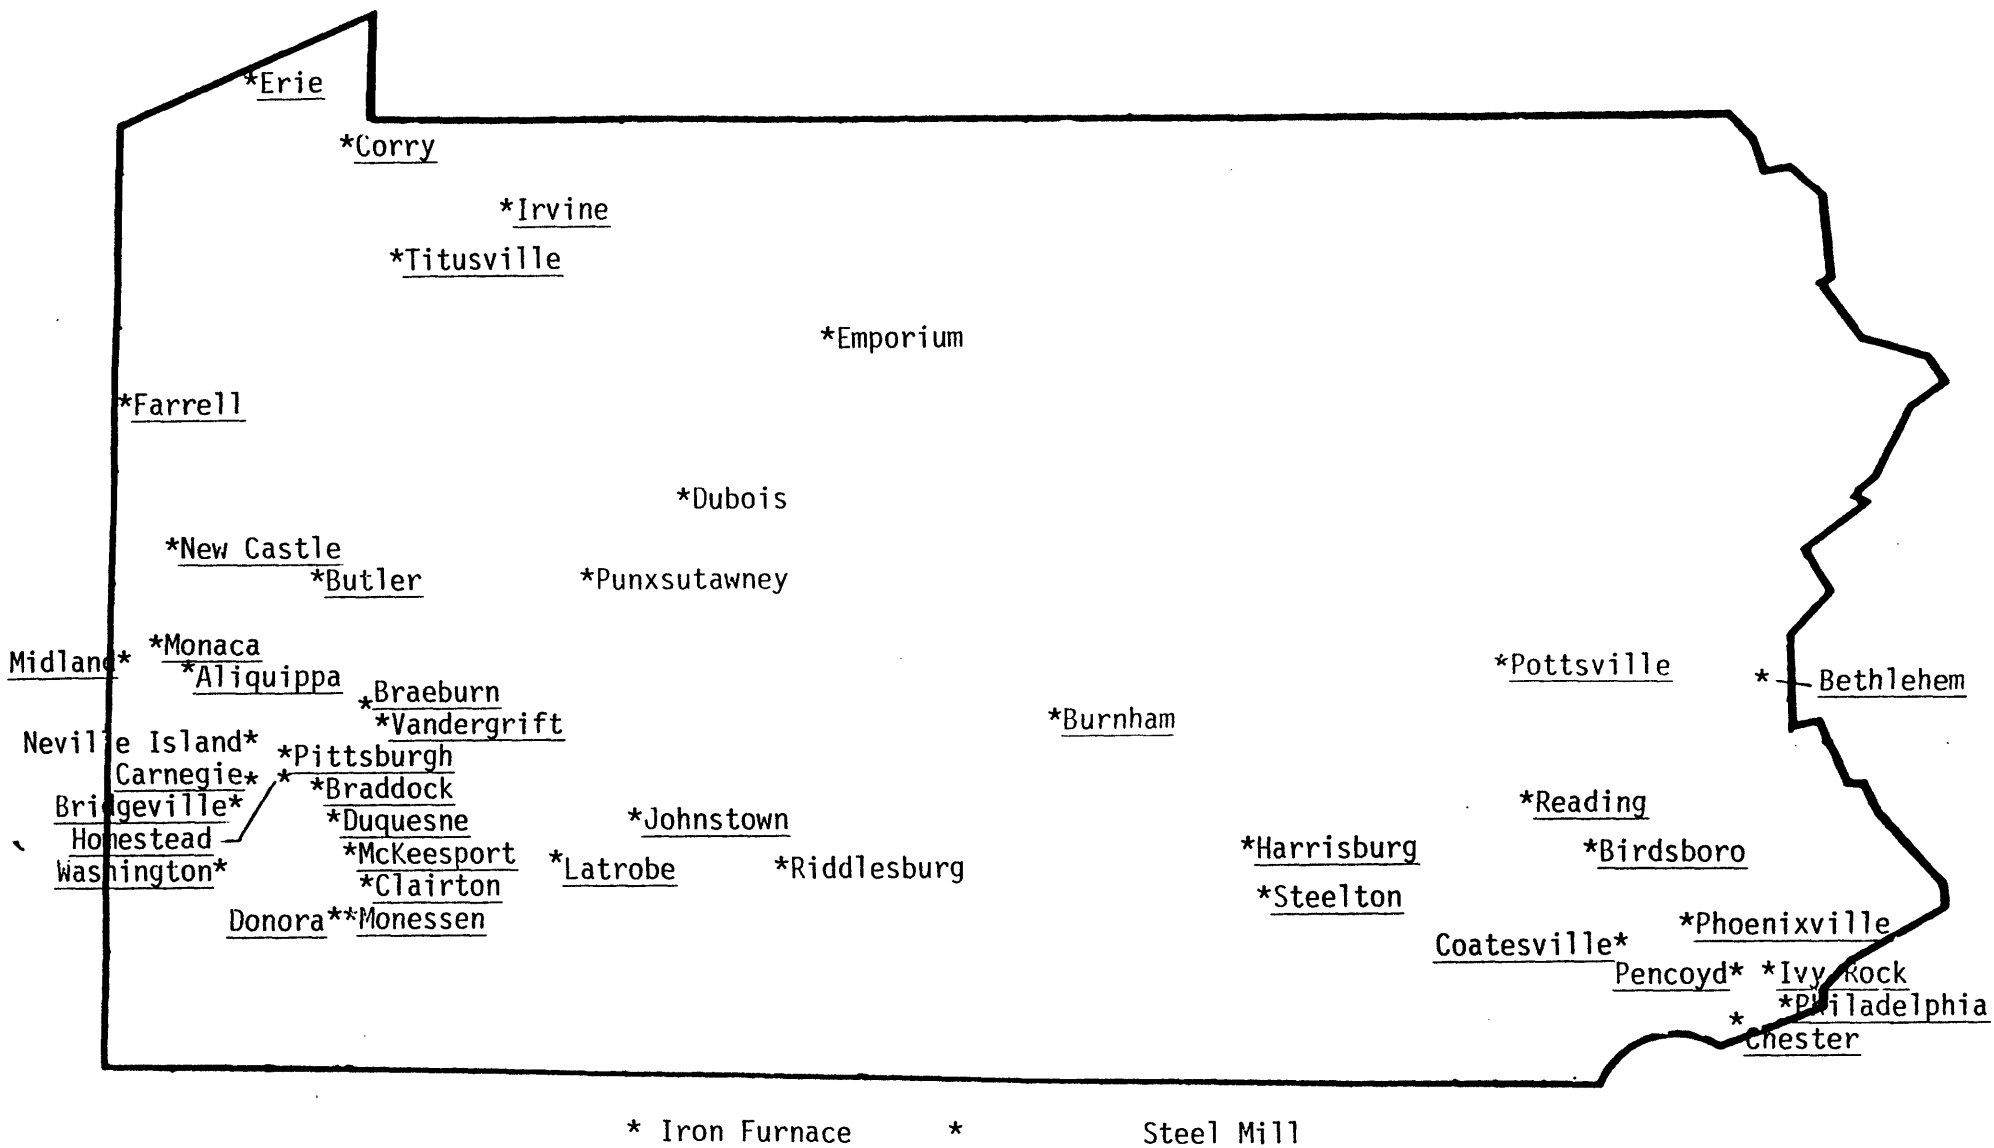 *Erie
*Corry
*Irvine
*Titusville
*Emporium
*Farrell
*Dubois
*New Castle
*Butler
*Punxsutawney
*Monaca
Midland*
*Aliquippa
*Braeburn
*Vandergrift
*Pottsville
* Bethlehem
*Burnham
Neville Island*
*Pittsburgh
Carnegie*
*
*Braddock
Bridgeville*
*Duquesne
*Johnstown
*Reading
Homestead
*McKeesport
*Harrisburg
*Birdsboro
Washington*
*Latrobe
*Riddlesburg
*Clairton
*Steelton
Donora*
*Monessen
*Phoenixville
Coatesville*
Pencoyd*
*Ivy Rock
*Philadelphia
*Chester
* Iron Furnace
* Steel Mill